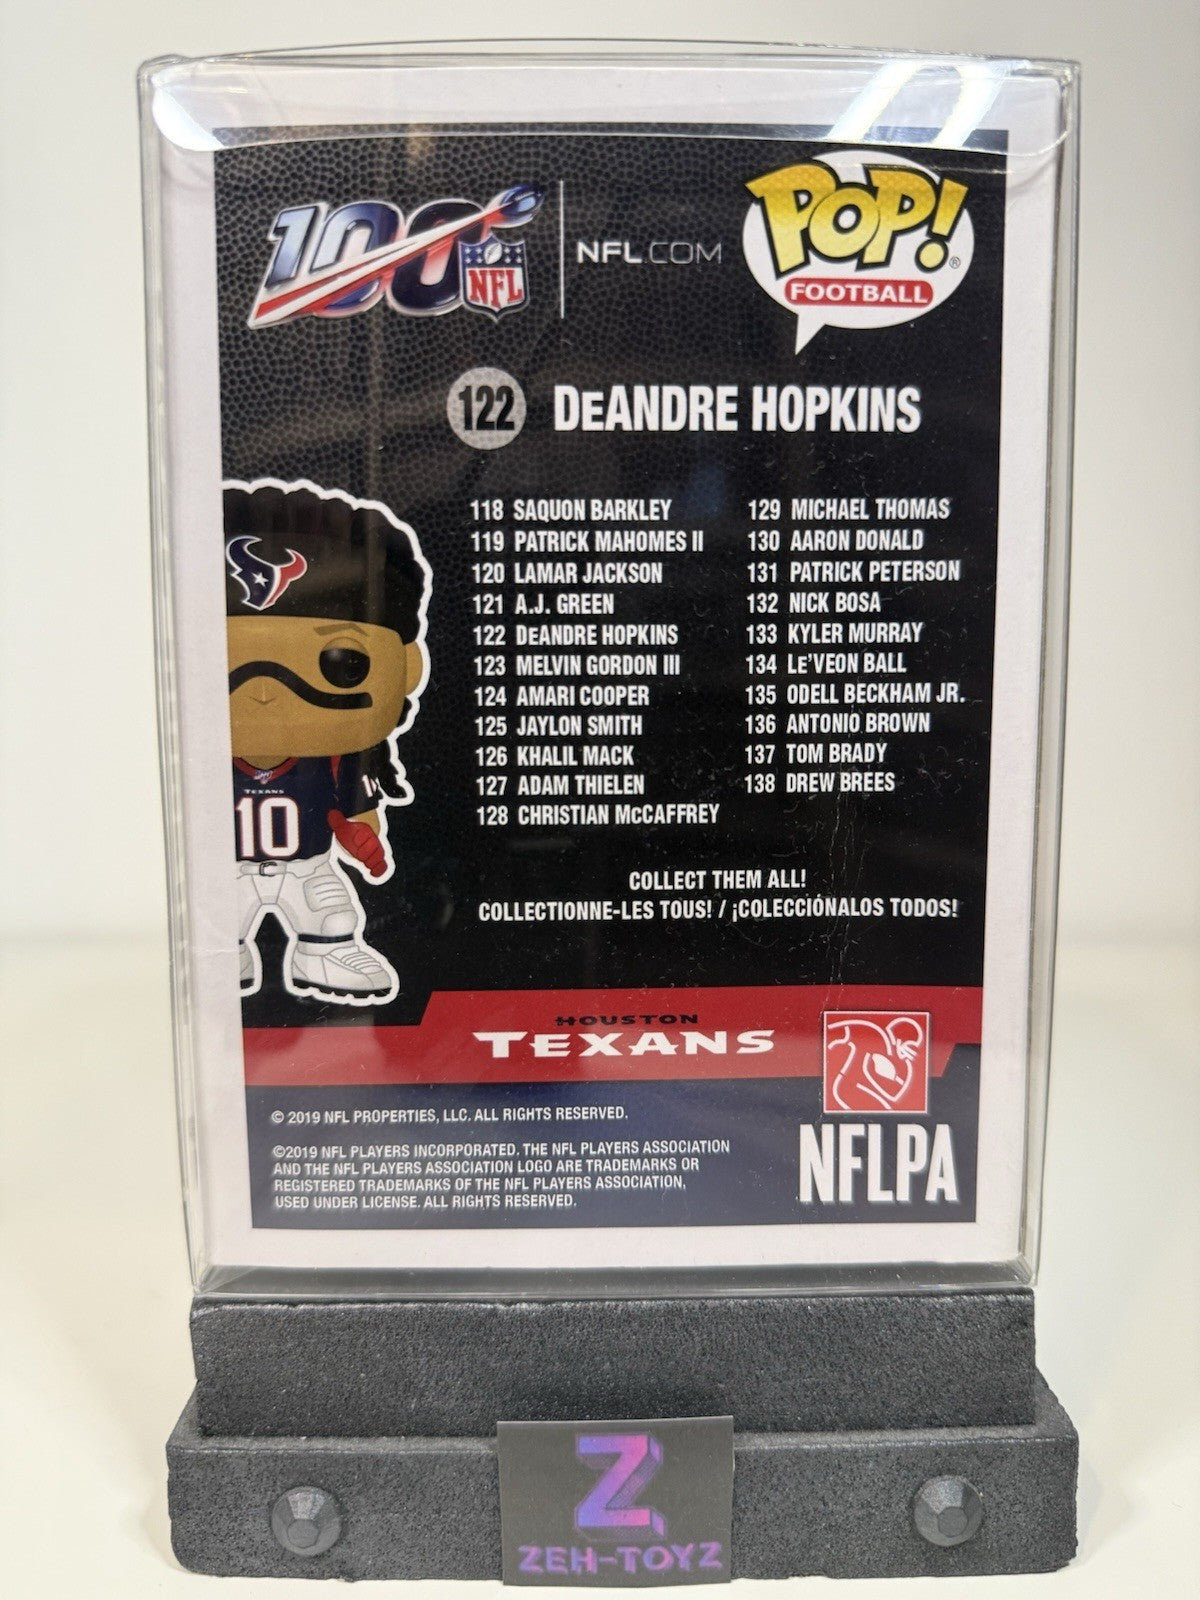 100 NFL
NFL.COM
POP!®
FOOTBALL
122 DeANDRE HOPKINS
118 SAQUON BARKLEY
119 PATRICK MAHOMES II
120 LAMAR JACKSON
121 A.J. GREEN
122 DeANDRE HOPKINS
123 MELVIN GORDON III
124 AMARI COOPER
125 JAYLON SMITH
126 KHALIL MACK
127 ADAM THIELEN
128 CHRISTIAN McCAFFREY
129 MICHAEL THOMAS
130 AARON DONALD
131 PATRICK PETERSON
132 NICK BOSA
133 KYLER MURRAY
134 LE'VEON BALL
135 ODELL BECKHAM JR.
136 ANTONIO BROWN
137 TOM BRADY
138 DREW BREES
TEXANS
10
COLLECT THEM ALL!
COLLECTIONNE-LES TOUS! / ¡COLECCIÓNALOS TODOS!
HOUSTON
TEXANS
© 2019 NFL PROPERTIES, LLC. ALL RIGHTS RESERVED.
©2019 NFL PLAYERS INCORPORATED. THE NFL PLAYERS ASSOCIATION
AND THE NFL PLAYERS ASSOCIATION LOGO ARE TRADEMARKS OR
REGISTERED TRADEMARKS OF THE NFL PLAYERS ASSOCIATION,
USED UNDER LICENSE. ALL RIGHTS RESERVED.
NFLPA
Z
ZEH-TOYZ